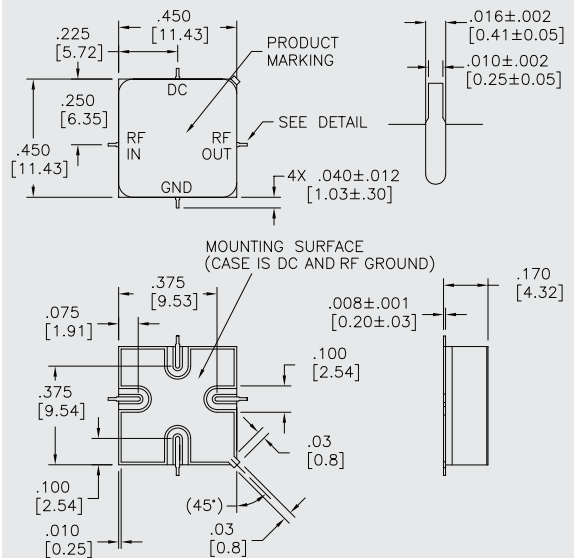 .450
[11.43]
.225
[5.72]
PRODUCT
MARKING
.016±.002
[0.41±0.05]
.010±.002
[0.25±0.05]
DC
.250
[6.35]
RF
IN
RF
OUT
SEE DETAIL
.450
[11.43]
GND
4X .040±.012
[1.03±.30]
MOUNTING SURFACE
(CASE IS DC AND RF GROUND)
.375
[9.53]
.170
[4.32]
.075
[1.91]
.008±.001
[0.20±.03]
.100
[2.54]
.375
[9.54]
.03
[0.8]
.100
[2.54]
(45°)
.010
[0.25]
.03
[0.8]